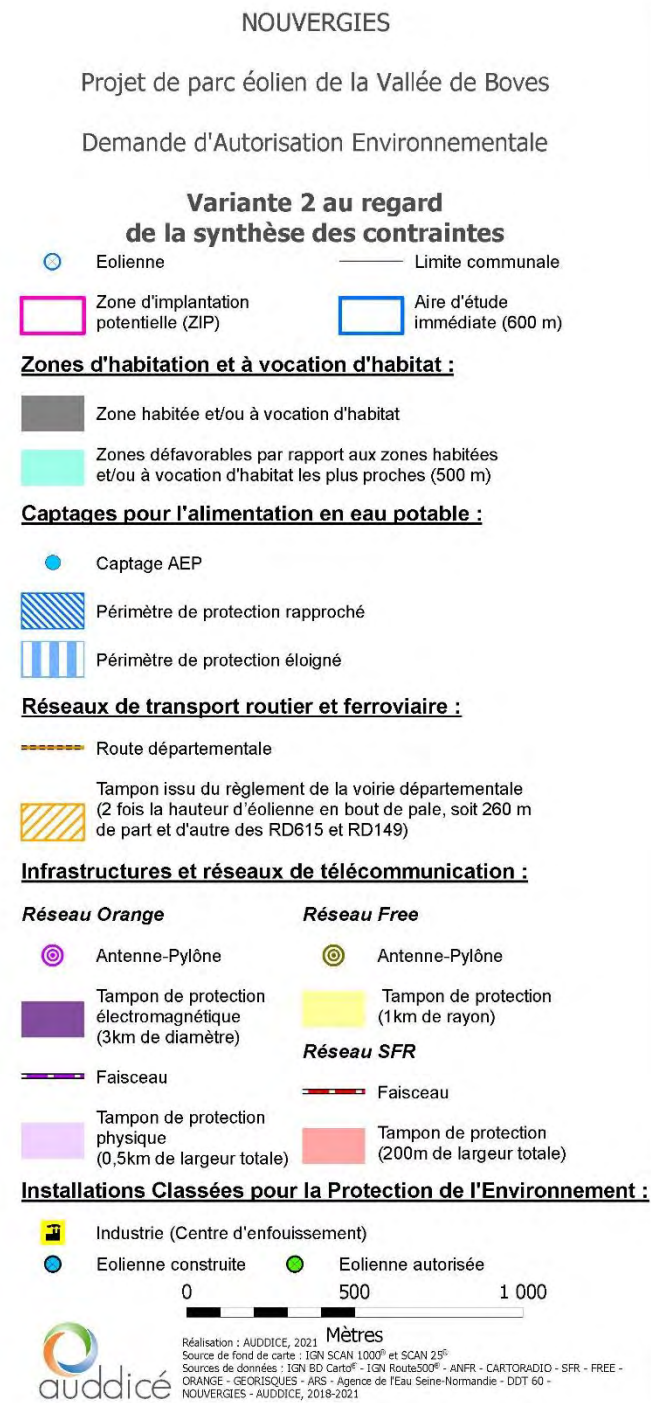 NOUVERGIES
Projet de parc éolien de la Vallée de Boves
Demande d'Autorisation Environnementale
Variante 2 au regard
de la synthèse des contraintes
Eolienne
Limite communale
Zone d'implantation
potentielle (ZIP)
Aire d'étude
immédiate (600 m)
Zones d'habitation et à vocation d'habitat :
Zone habitée et/ou à vocation d'habitat
Zones défavorables par rapport aux zones habitées
et/ou à vocation d'habitat les plus proches (500 m)
Captages pour l'alimentation en eau potable :
Captage AEP
Périmètre de protection rapproché
Périmètre de protection éloigné
Réseaux de transport routier et ferroviaire :
Route départementale
Tampon issu du règlement de la voirie départementale
(2 fois la hauteur d'éolienne en bout de pale, soit 260 m
de part et d'autre des RD615 et RD149)
Infrastructures et réseaux de télécommunication :
Réseau Orange
Antenne-Pylône
Tampon de protection
électromagnétique
(3km de diamètre)
Faisceau
Tampon de protection
physique
(0,5km de largeur totale)
Réseau Free
Antenne-Pylône
Tampon de protection
(1km de rayon)
Réseau SFR
Faisceau
Tampon de protection
(200m de largeur totale)
Installations Classées pour la Protection de l'Environnement :
Industrie (Centre d'enfouissement)
Eolienne construite
Eolienne autorisée
0 500 1 000
Mètres
Réalisation : AUDDICE, 2021
Source de fond de carte : IGN SCAN 1000® et SCAN 25®
Sources de données : IGN BD Carto® - IGN Route500® - ANFR - CARTORADIO - SFR - FREE -
ORANGE - GEORISQUES - ARS - Agence de l'Eau Seine-Normandie - DDT 60 -
NOUVERGIES - AUDDICE, 2018-2021
auddicé